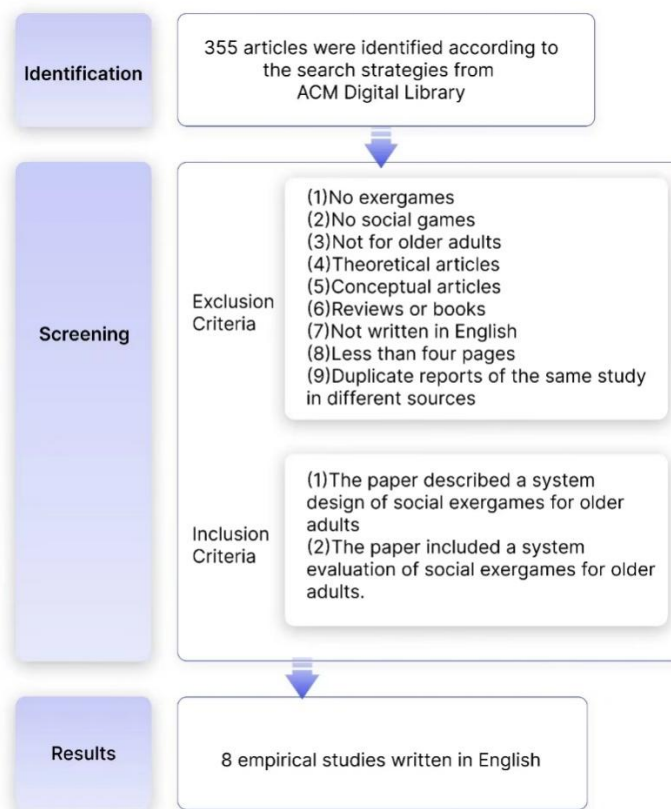 Identification
355 articles were identified according to
the search strategies from
ACM Digital Library
Screening
Exclusion
Criteria
(1)No exergames
(2)No social games
(3)Not for older adults
(4)Theoretical articles
(5)Conceptual articles
(6)Reviews or books
(7)Not written in English
(8)Less than four pages
(9)Duplicate reports of the same study
in different sources
Inclusion
Criteria
(1)The paper described a system
design of social exergames for older
adults
(2)The paper included a system
evaluation of social exergames for older
adults.
Results
8 empirical studies written in English